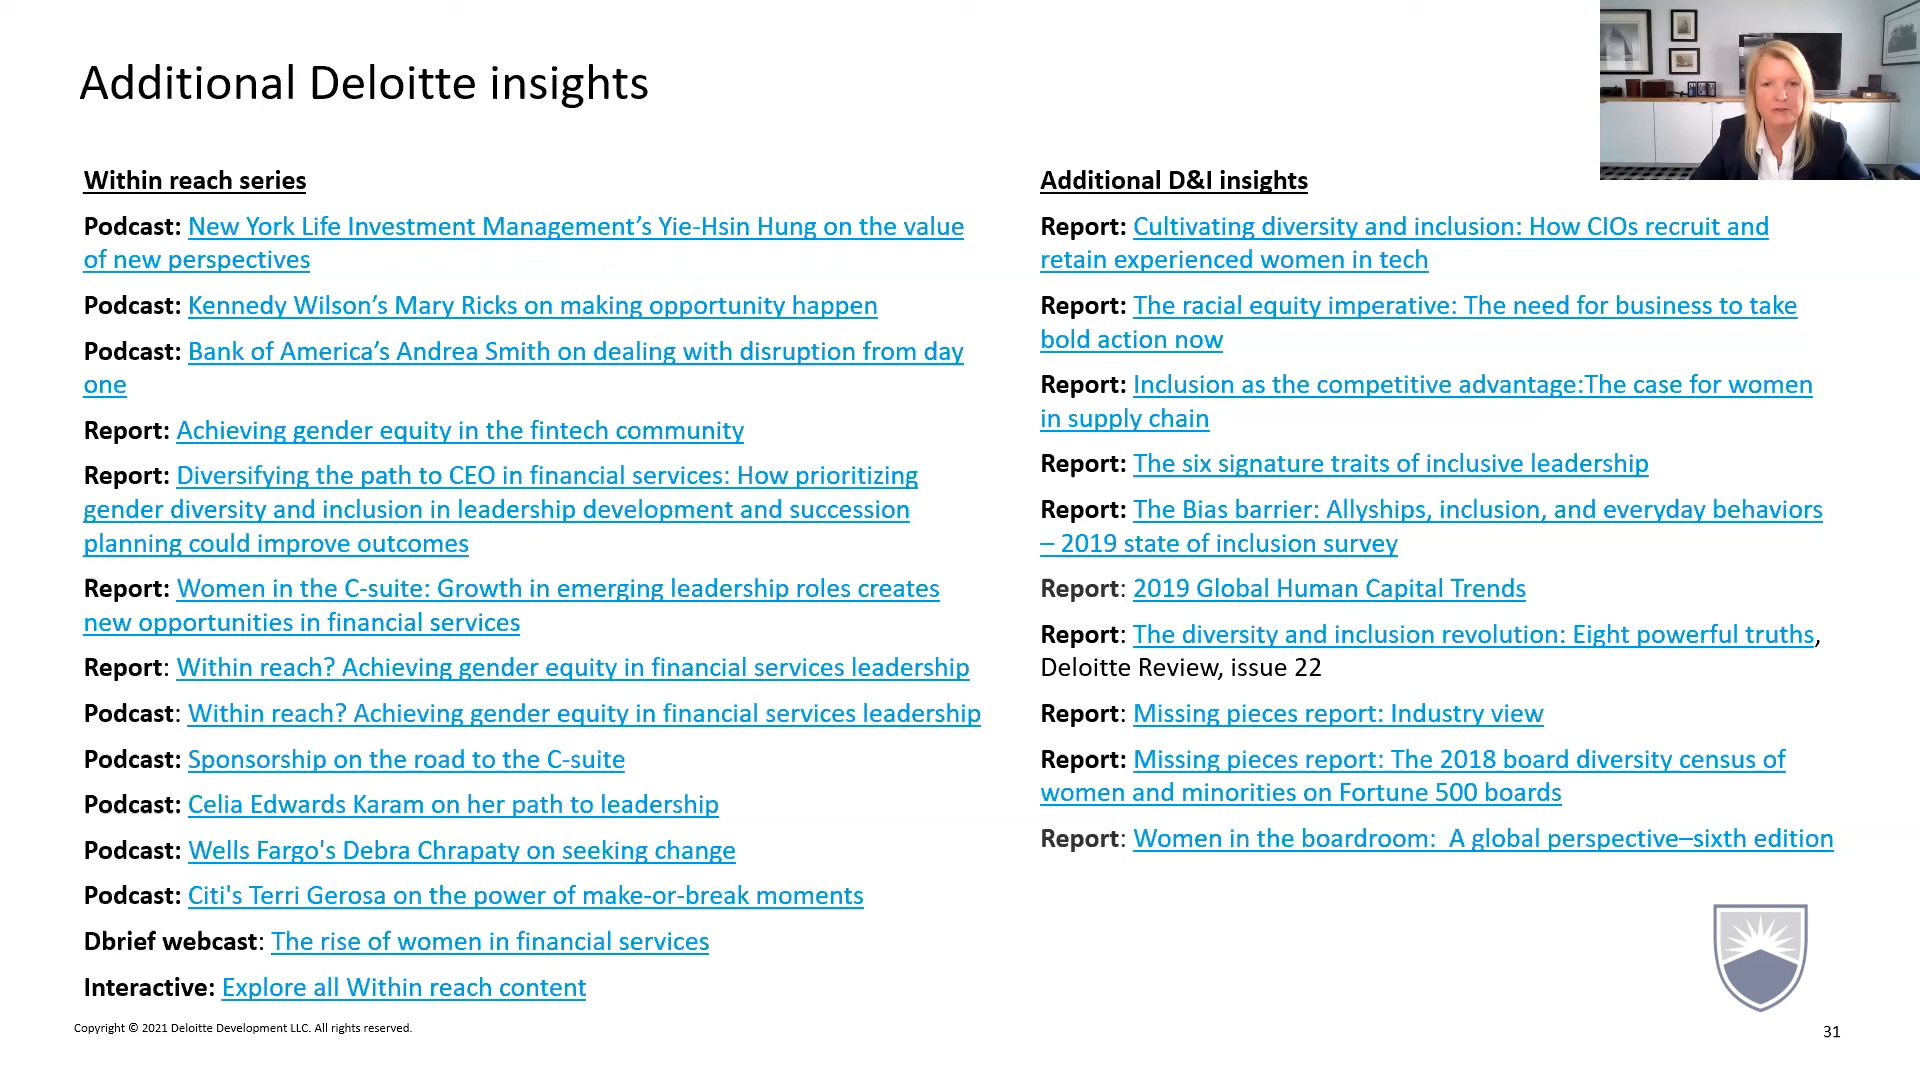 Additional Deloitte insights
Within reach series
Podcast: New York Life Investment Management’s Yie-Hsin Hung on the value
of new perspectives
Podcast: Kennedy Wilson’s Mary Ricks on making opportunity happen
Podcast: Bank of America’s Andrea Smith on dealing with disruption from day
one
Report: Achieving gender equity in the fintech community
Report: Diversifying the path to CEO in financial services: How prioritizing
gender diversity and inclusion in leadership development and succession
planning could improve outcomes
Report: Women in the C-suite: Growth in emerging leadership roles creates
new opportunities in financial services
Report: Within reach? Achieving gender equity in financial services leadership
Podcast: Within reach? Achieving gender equity in financial services leadership
Podcast: Sponsorship on the road to the C-suite
Podcast: Celia Edwards Karam on her path to leadership
Podcast: Wells Fargo's Debra Chrapaty on seeking change
Podcast: Citi's Terri Gerosa on the power of make-or-break moments
Dbrief webcast: The rise of women in financial services
Interactive: Explore all Within reach content
Additional D&I insights
Report: Cultivating diversity and inclusion: How CIOs recruit and
retain experienced women in tech
Report: The racial equity imperative: The need for business to take
bold action now
Report: Inclusion as the competitive advantage:The case for women
in supply chain
Report: The six signature traits of inclusive leadership
Report: The Bias barrier: Allyships, inclusion, and everyday behaviors
– 2019 state of inclusion survey
Report: 2019 Global Human Capital Trends
Report: The diversity and inclusion revolution: Eight powerful truths,
Deloitte Review, issue 22
Report: Missing pieces report: Industry view
Report: Missing pieces report: The 2018 board diversity census of
women and minorities on Fortune 500 boards
Report: Women in the boardroom:  A global perspective–sixth edition
Copyright © 2021 Deloitte Development LLC. All rights reserved.
31